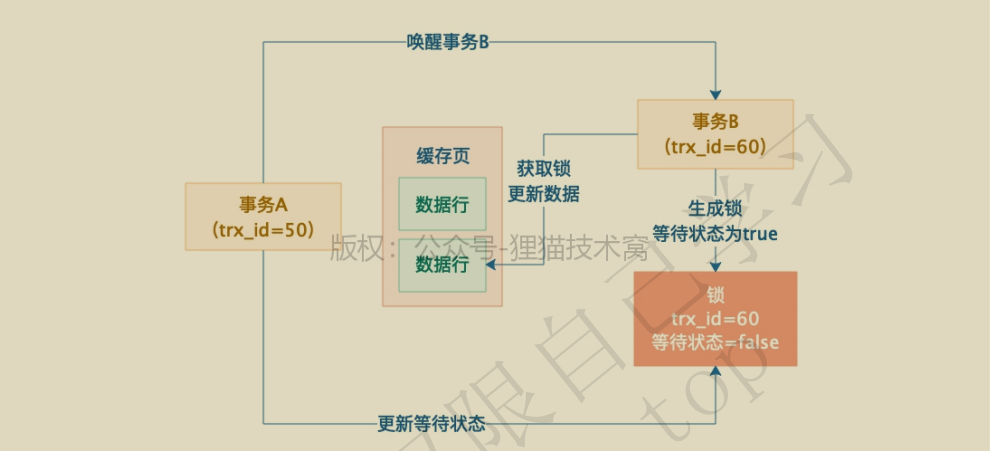 唤醒事务B
事务B
（trx_id=60）
缓存页
获取锁
更新数据
数据行
事务A
（trx_id=50）
生成锁
等待状态为true
版权：公众号-狸猫技术窝
数据行
锁
trx_id=60
等待状态=false
更新等待状态
限自己学习
top